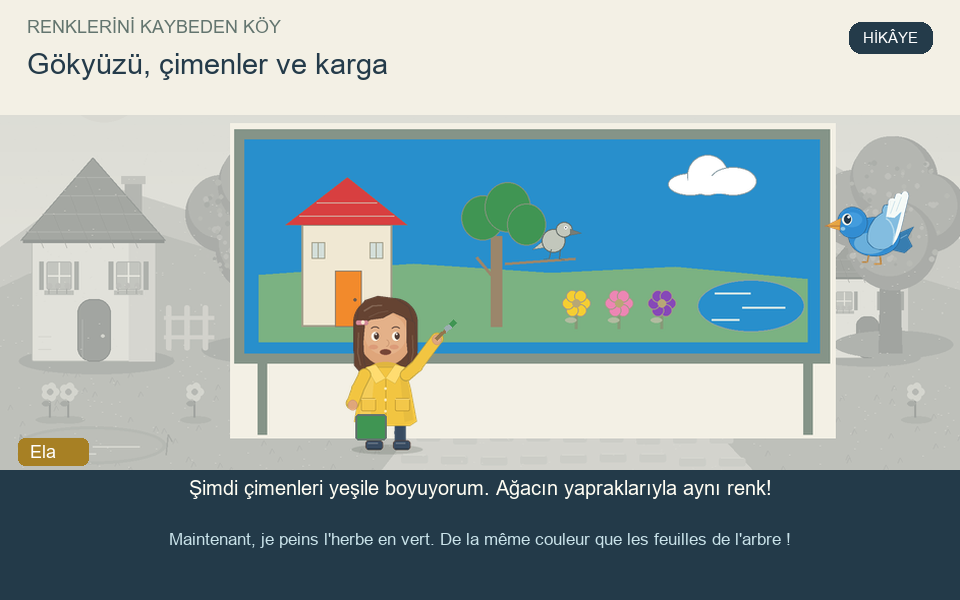 RENKLERİNİ KAYBEDEN KÖY
HİKÂYE
Gökyüzü, çimenler ve karga
Ela
Şimdi çimenleri yeşile boyuyorum. Ağacın yapraklarıyla aynı renk!
Maintenant, je peins l'herbe en vert. De la même couleur que les feuilles de l'arbre !